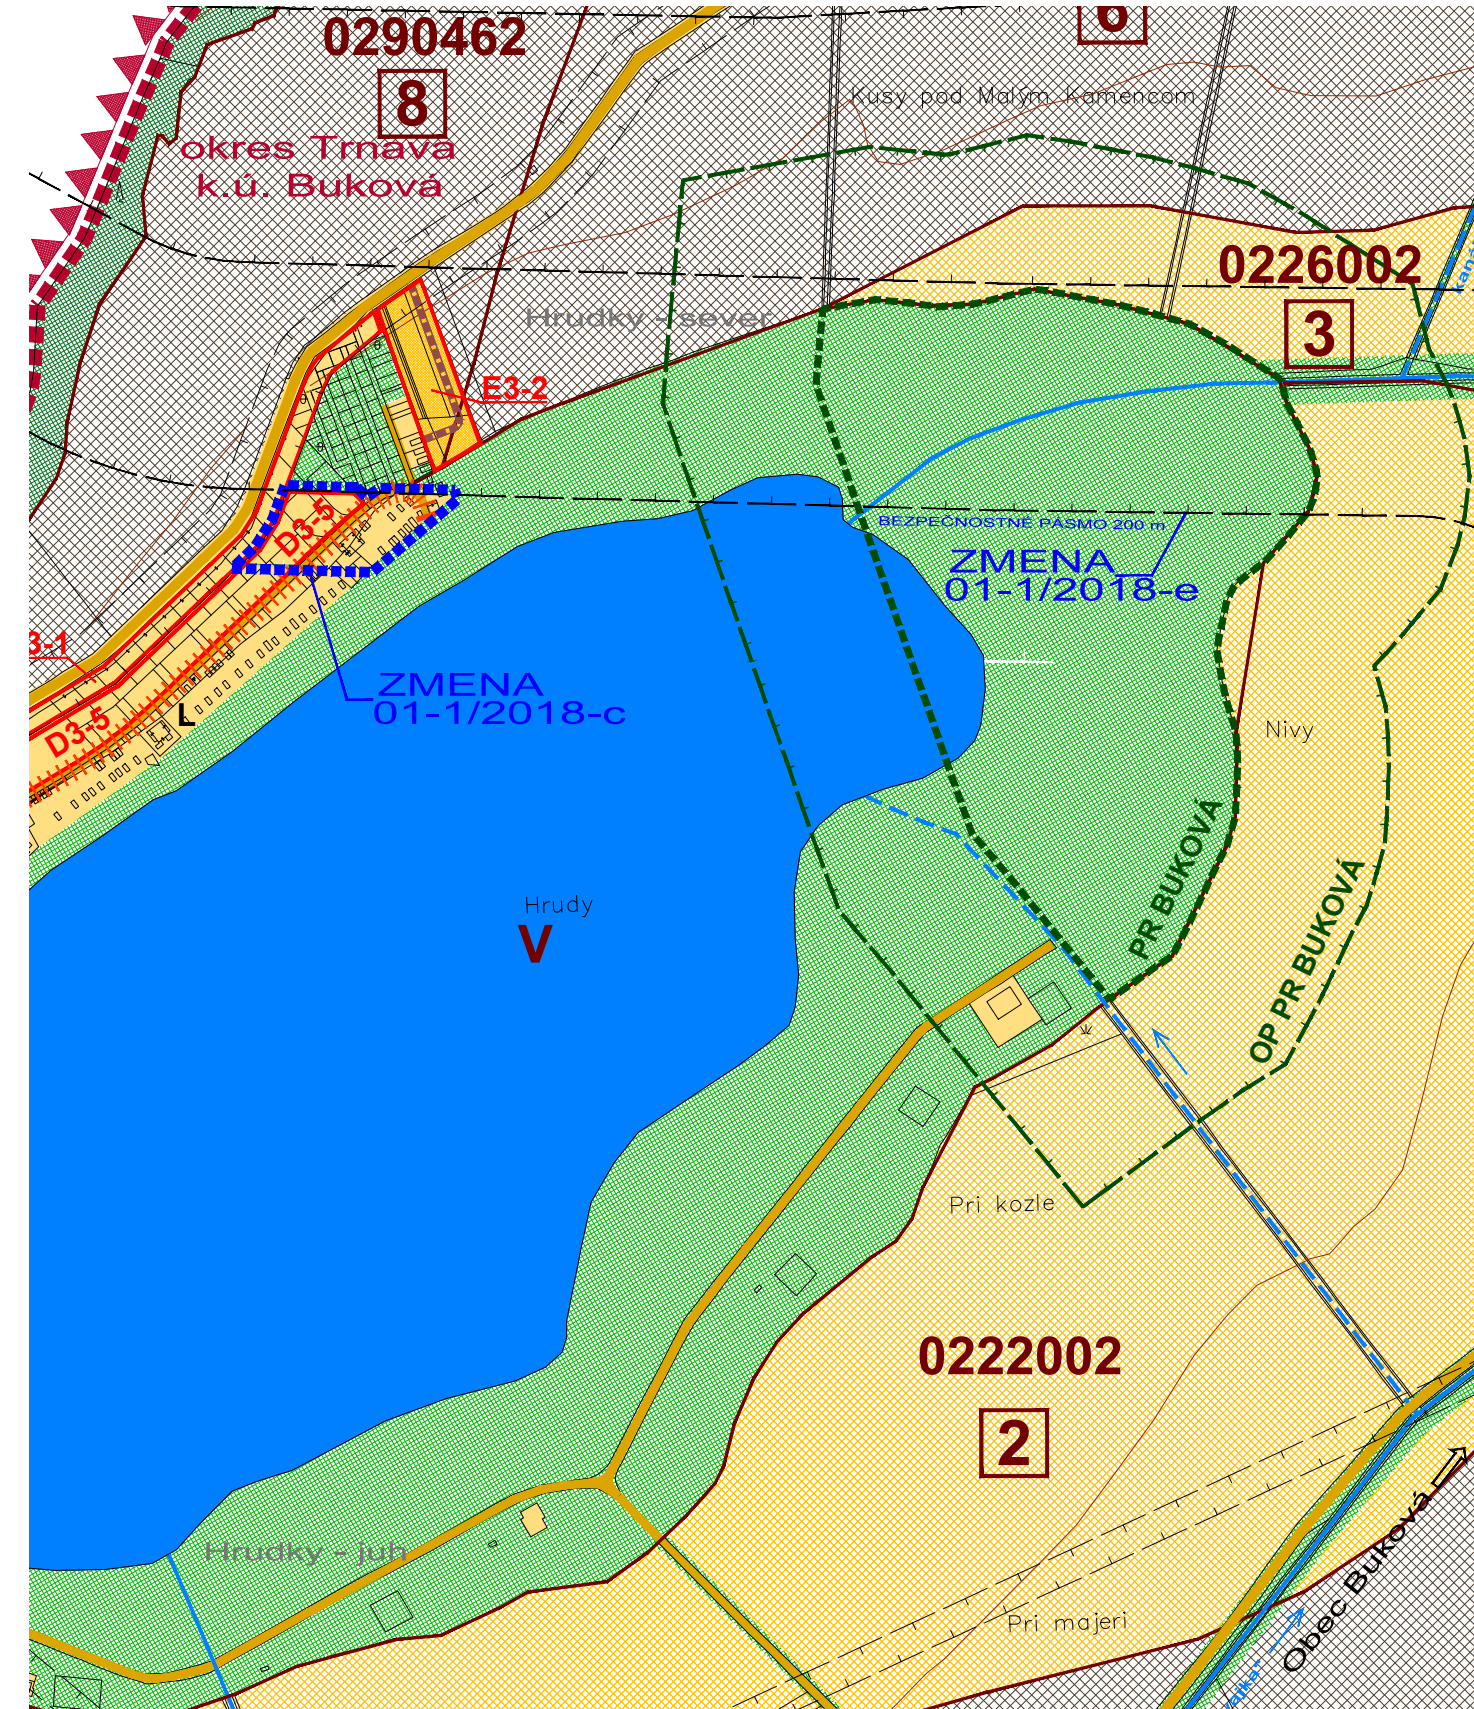 0290462
8
6
Kusy pod Malým Kamencom
okres Trnava
k.ú. Buková
0226002
3
Hrudky - sever
E3-2
D3-5
BEZPEČNOSTNÉ PÁSMO 200 m
ZMENA
01-1/2018-e
3-1
ZMENA
01-1/2018-c
L
D3-5
Nivy
PR BUKOVÁ
OP PR BUKOVÁ
Hrudy
V
Pri kozle
0222002
2
Hrudky - juh
Pri majeri
Obec Buková